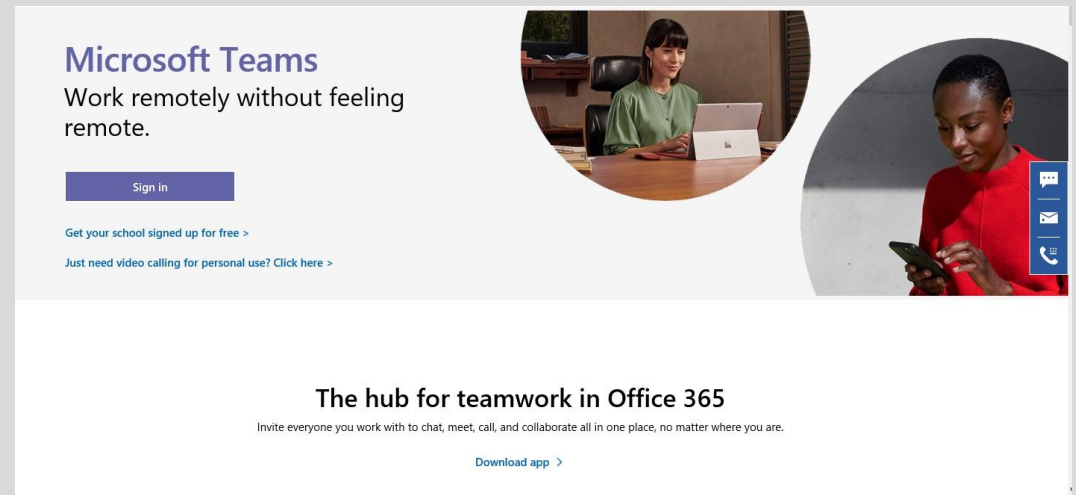 Microsoft Teams
Work remotely without feeling
remote.
Sign in
Get your school signed up for free >
Just need video calling for personal use? Click here >
The hub for teamwork in Office 365
Invite everyone you work with to chat, meet, call, and collaborate all in one place, no matter where you are.
Download app >